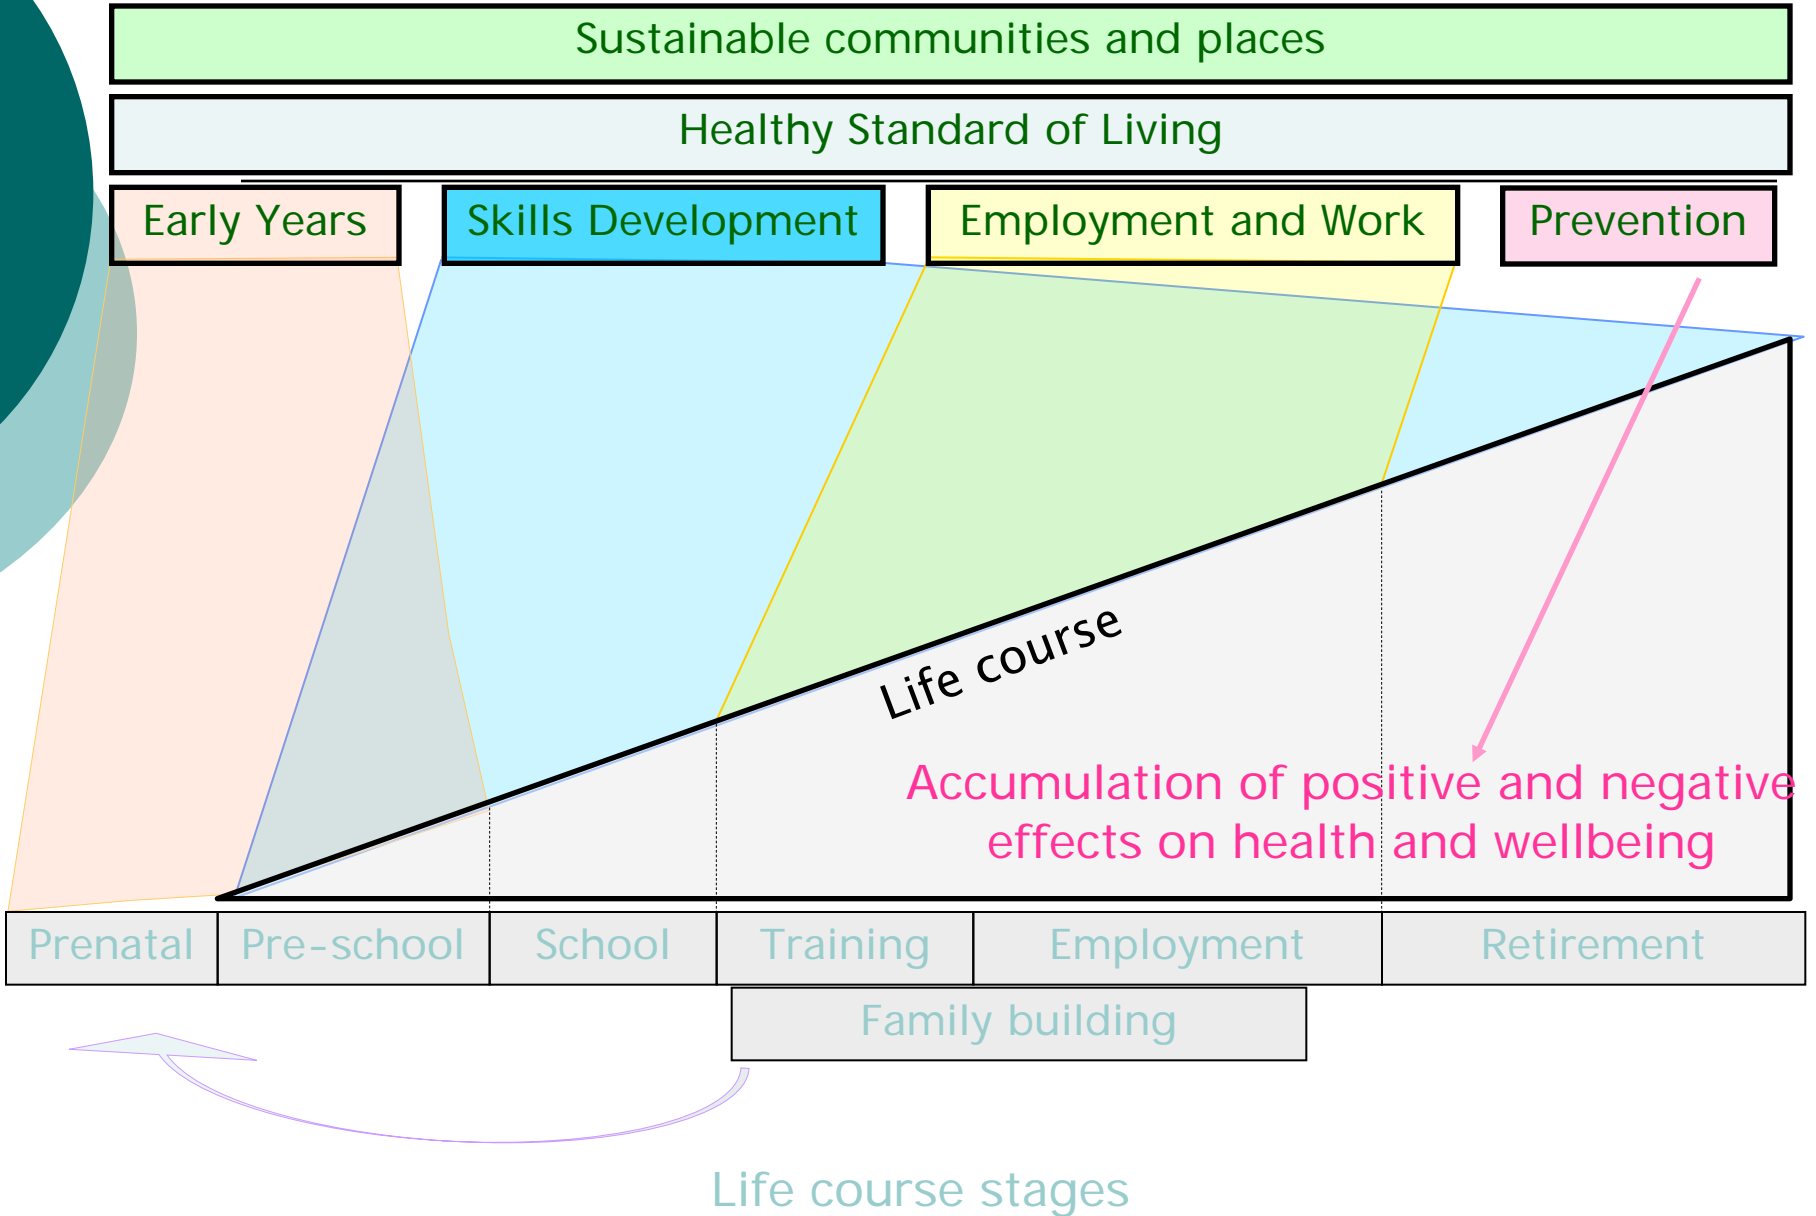 Sustainable communities and places
Healthy Standard of Living
Early Years
Skills Development
Employment and Work
Prevention
Life course
Accumulation of positive and negative
effects on health and wellbeing
Prenatal
Pre-school
School
Training
Employment
Retirement
Family building
Life course stages